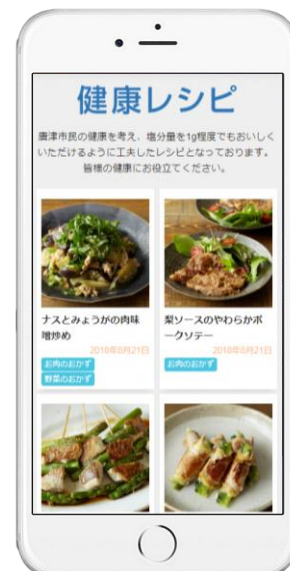 健康レシピ
唐津市民の健康を考え、塩分量を1g程度でもおいしく
いただけるように工夫したレシピとなっております。
皆様の健康にお役立てください。
ナスとみょうがの肉味
噌炒め
2018年8月21日
お肉のおかず
野菜のおかず
梨ソースのやわらかポ
ークソテー
2018年8月21日
お肉のおかず